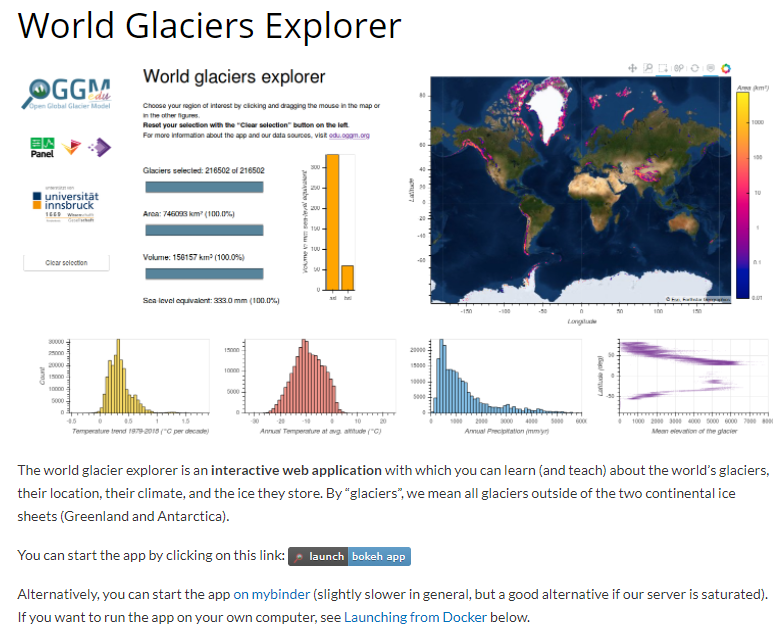 World Glaciers Explorer
OGGM
edu
Open Global Glacier Model
Panel
universität
innsbruck
Clear selection
World glaciers explorer
Choose your region of interest by clicking and dragging the mouse in the map or
in the other figures.
Reset your selection with the "Clear selection" button on the left.
For more information about the app and our data sources, visit edu.oggm.org
Glaciers selected: 216502 of 216502
Area: 746093 km² (100.0%)
Volume: 158157 km³ (100.0%)
Sea-level equivalent: 333.0 mm (100.0%)
Volume in mm sea-level equivalent
300
250
200
150
100
50
0
asl
bsl
Latitude
80
60
40
20
0
-20
-40
-60
-150
-100
-50
0
50
100
150
Longitude
Area (km²)
1000
100
10
1
0.1
0.01
Count
30000
25000
20000
15000
10000
5000
0
-0.5
0
0.5
1
1.5
Temperature trend 1979-2018 (°C per decade)
15000
10000
5000
0
-30
-20
-10
0
10
20
Annual Temperature at avg. altitude (°C)
20000
15000
10000
5000
0
1000
2000
3000
4000
5000
6000
Annual Precipitation (mm/yr)
Latitude (deg)
50
0
-50
0
1000
2000
3000
4000
5000
6000
7000
8000
Mean elevation of the glacier
The world glacier explorer is an interactive web application with which you can learn (and teach) about the world's glaciers,
their location, their climate, and the ice they store. By "glaciers", we mean all glaciers outside of the two continental ice
sheets (Greenland and Antarctica).
You can start the app by clicking on this link: launch bokeh app
Alternatively, you can start the app on mybinder (slightly slower in general, but a good alternative if our server is saturated).
If you want to run the app on your own computer, see Launching from Docker below.